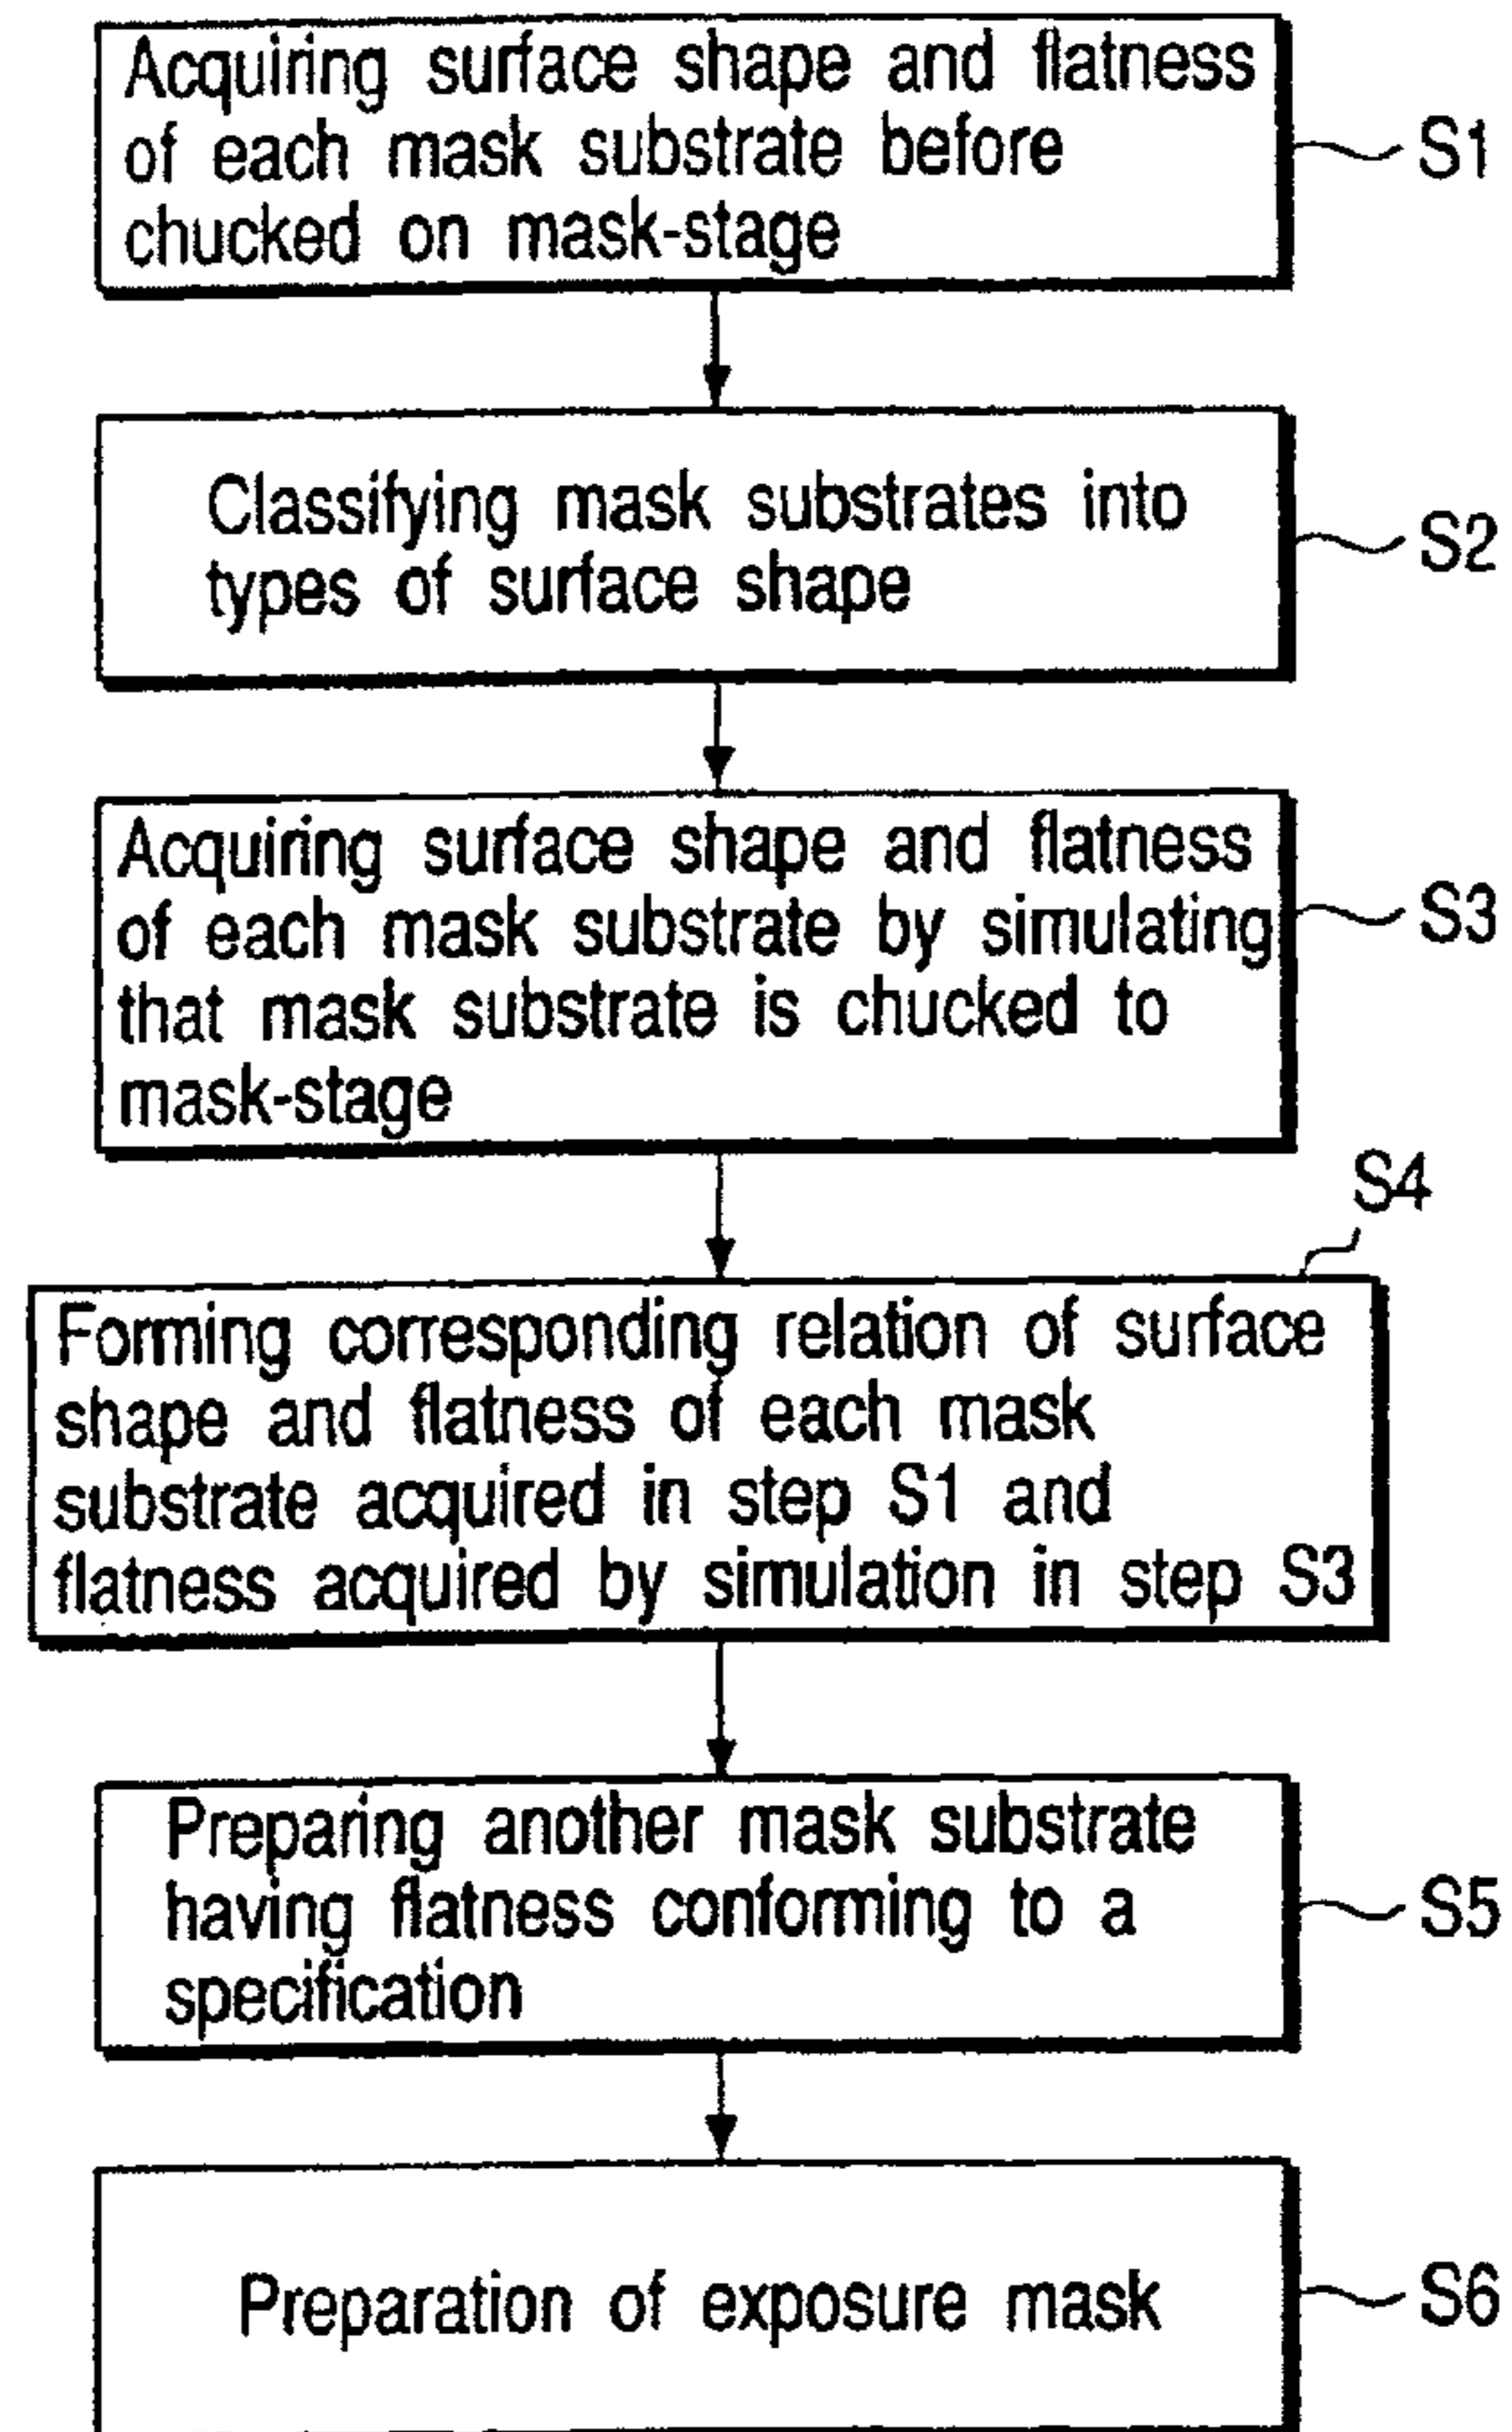 Acquiring surface shape and flatness
of each mask substrate before
chucked on mask-stage
S1
Classifying mask substrates into
types of surface shape
S2
Acquiring surface shape and flatness
of each mask substrate by simulating
that mask substrate is chucked to
mask-stage
S3
S4
Forming corresponding relation of surface
shape and flatness of each mask
substrate acquired in step S1 and
flatness acquired by simulation in step S3
Preparing another mask substrate
having flatness conforming to a
specification
S5
Preparation of exposure mask
S6